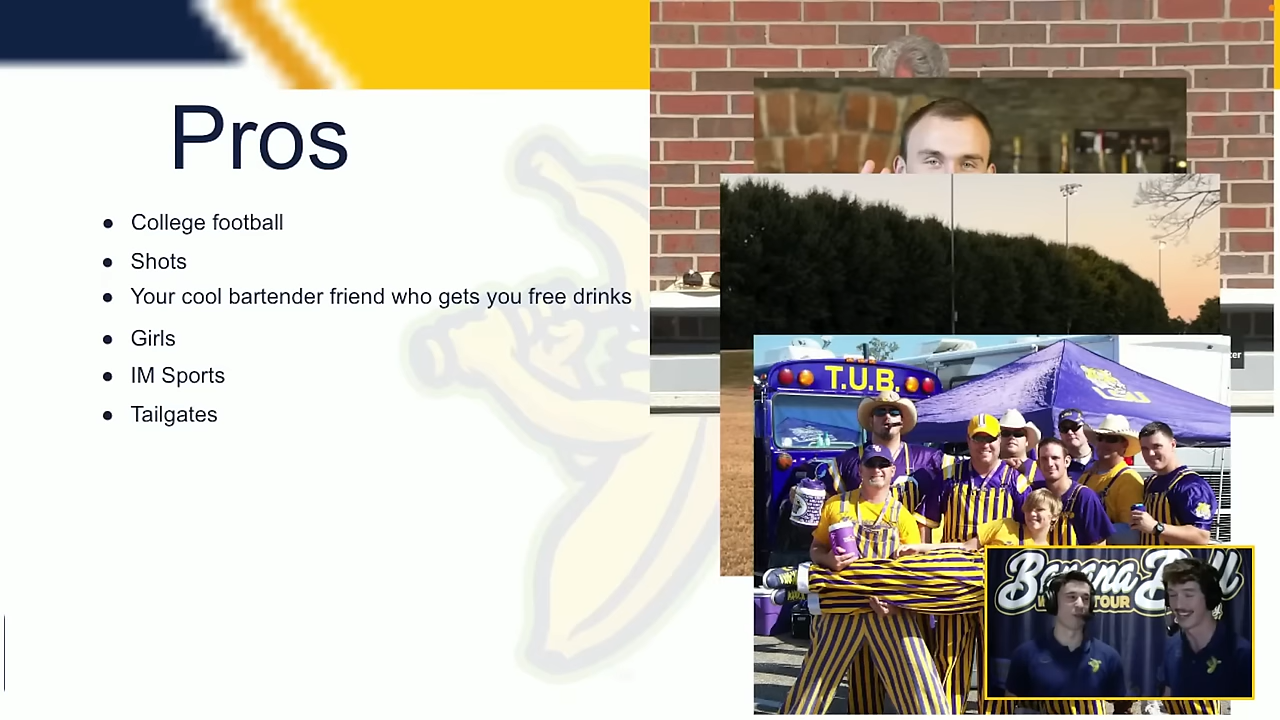 Pros
College football
Shots
Your cool bartender friend who gets you free drinks
Girls
IM Sports
Tailgates
T.U.B.
LSU
Banana Ball
TOUR